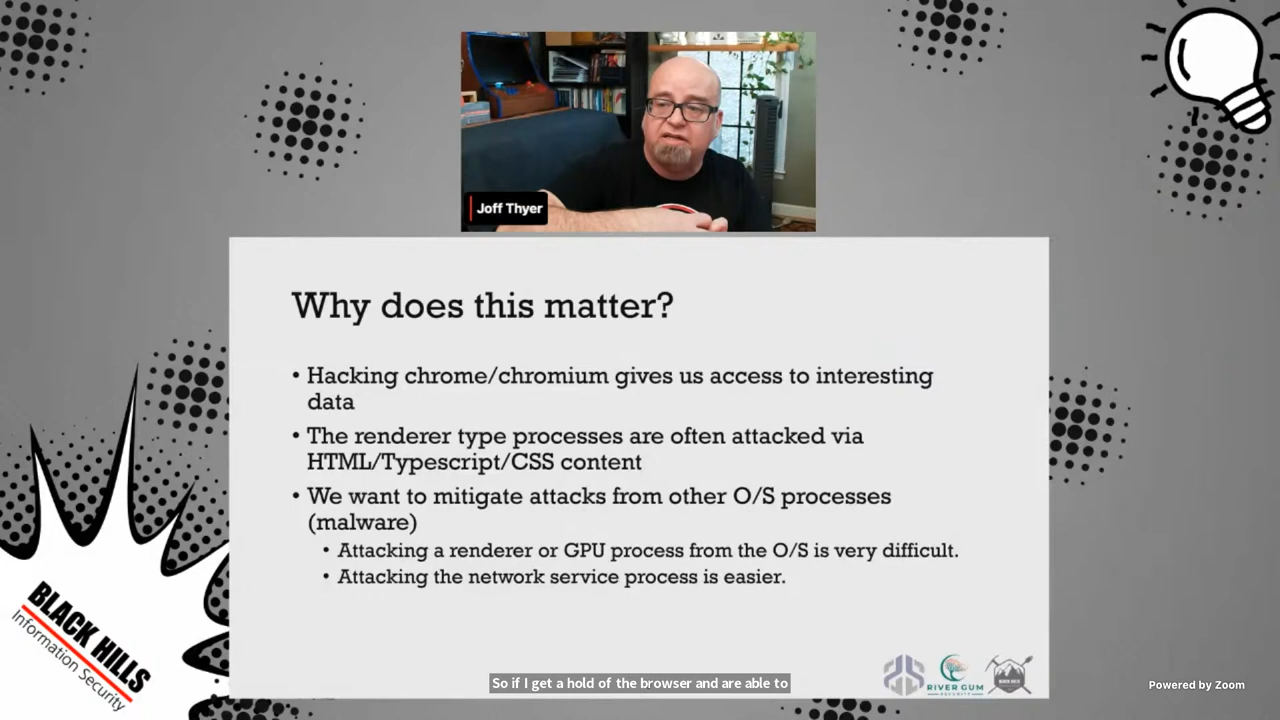 Joff Thyer
Why does this matter?
• Hacking chrome/chromium gives us access to interesting
data
• The renderer type processes are often attacked via
HTML/Typescript/CSS content
• We want to mitigate attacks from other O/S processes
(malware)
• Attacking a renderer or GPU process from the O/S is very difficult.
• Attacking the network service process is easier.
BLACK HILLS
Information Security
RIVER GUM
SECURITY
So if I get a hold of the browser and are able to
Powered by Zoom